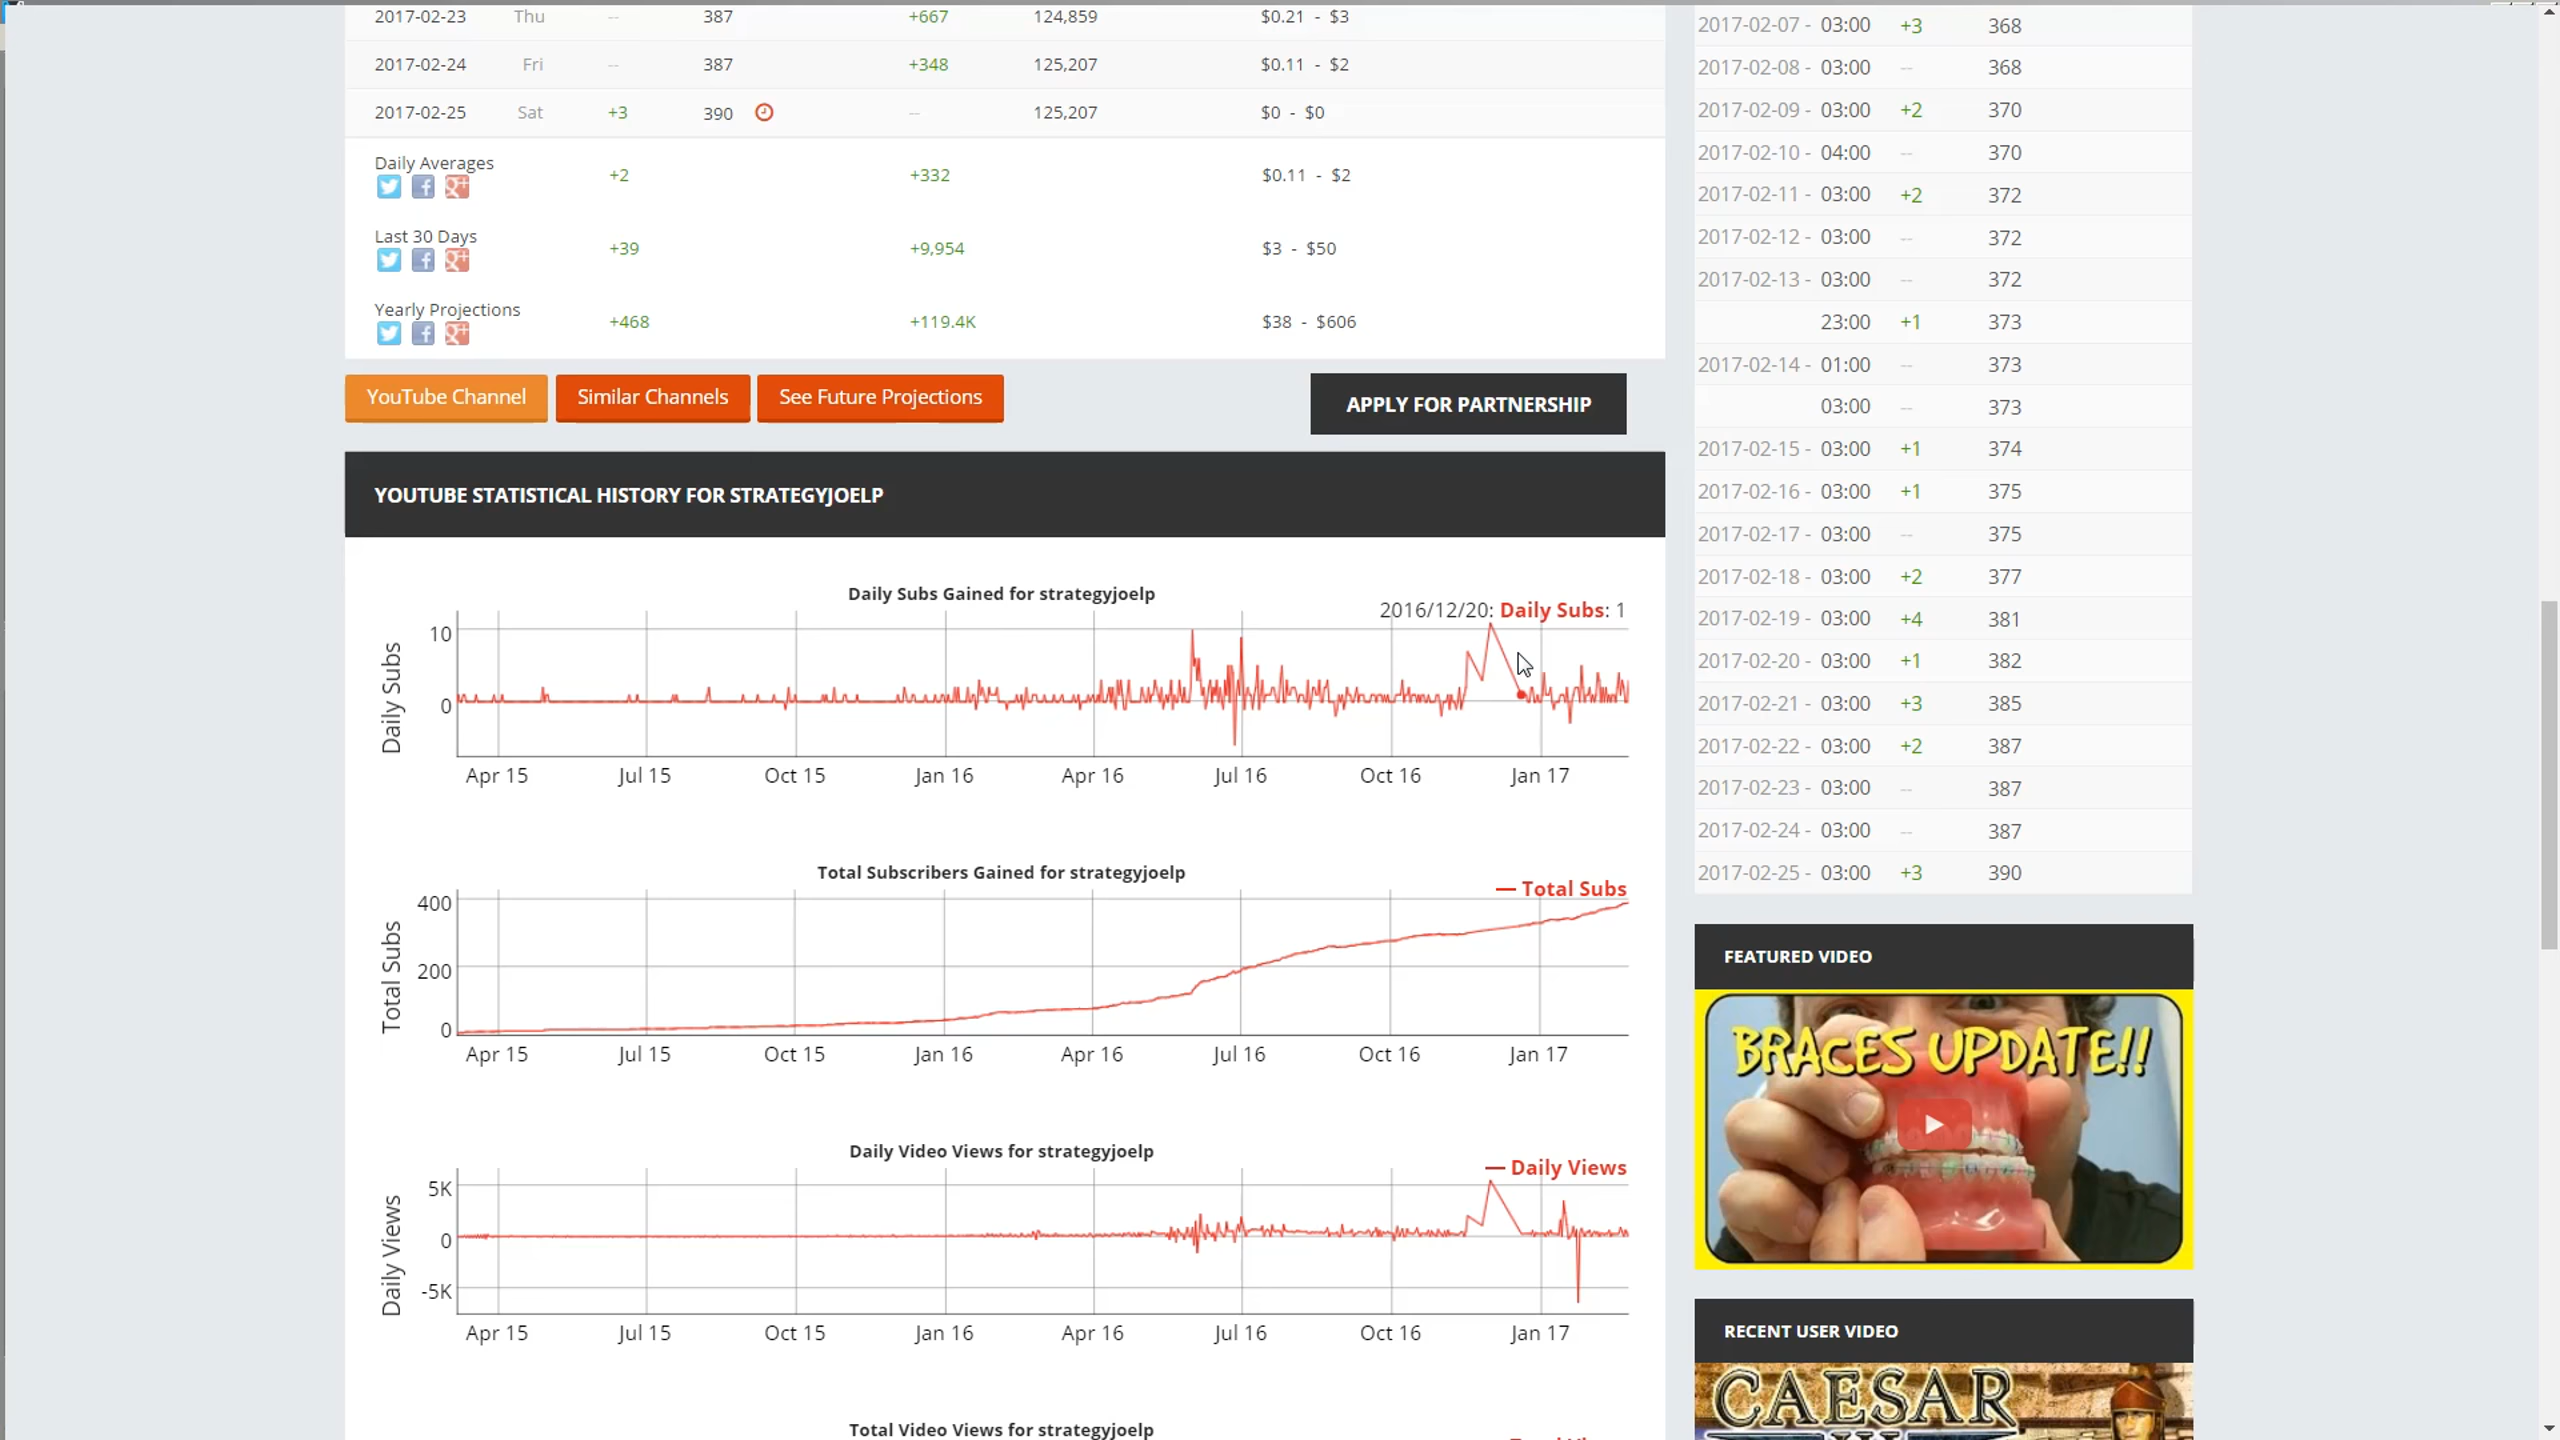 2017-02-23 Thu -- 387 +667 124,859 $0.21 - $3
2017-02-24 Fri -- 387 +348 125,207 $0.11 - $2
2017-02-25 Sat +3 390 -- 125,207 $0 - $0
Daily Averages +2 +332 $0.11 - $2
Last 30 Days +39 +9,954 $3 - $50
Yearly Projections +468 +119.4K $38 - $606
YouTube Channel Similar Channels See Future Projections APPLY FOR PARTNERSHIP
YOUTUBE STATISTICAL HISTORY FOR STRATEGYJOELP
Daily Subs Gained for strategyjoelp
2016/12/20: Daily Subs: 1
Daily Subs
10
0
Apr 15 Jul 15 Oct 15 Jan 16 Apr 16 Jul 16 Oct 16 Jan 17
Total Subscribers Gained for strategyjoelp
Total Subs
Total Subs
400
200
0
Apr 15 Jul 15 Oct 15 Jan 16 Apr 16 Jul 16 Oct 16 Jan 17
Daily Video Views for strategyjoelp
Daily Views
Daily Views
5K
0
-5K
Apr 15 Jul 15 Oct 15 Jan 16 Apr 16 Jul 16 Oct 16 Jan 17
Total Video Views for strategyjoelp
2017-02-07 - 03:00 +3 368
2017-02-08 - 03:00 -- 368
2017-02-09 - 03:00 +2 370
2017-02-10 - 04:00 -- 370
2017-02-11 - 03:00 +2 372
2017-02-12 - 03:00 -- 372
2017-02-13 - 03:00 -- 372
23:00 +1 373
2017-02-14 - 01:00 -- 373
03:00 -- 373
2017-02-15 - 03:00 +1 374
2017-02-16 - 03:00 +1 375
2017-02-17 - 03:00 -- 375
2017-02-18 - 03:00 +2 377
2017-02-19 - 03:00 +4 381
2017-02-20 - 03:00 +1 382
2017-02-21 - 03:00 +3 385
2017-02-22 - 03:00 +2 387
2017-02-23 - 03:00 -- 387
2017-02-24 - 03:00 -- 387
2017-02-25 - 03:00 +3 390
FEATURED VIDEO
BRACES UPDATE!!
RECENT USER VIDEO
CAESAR